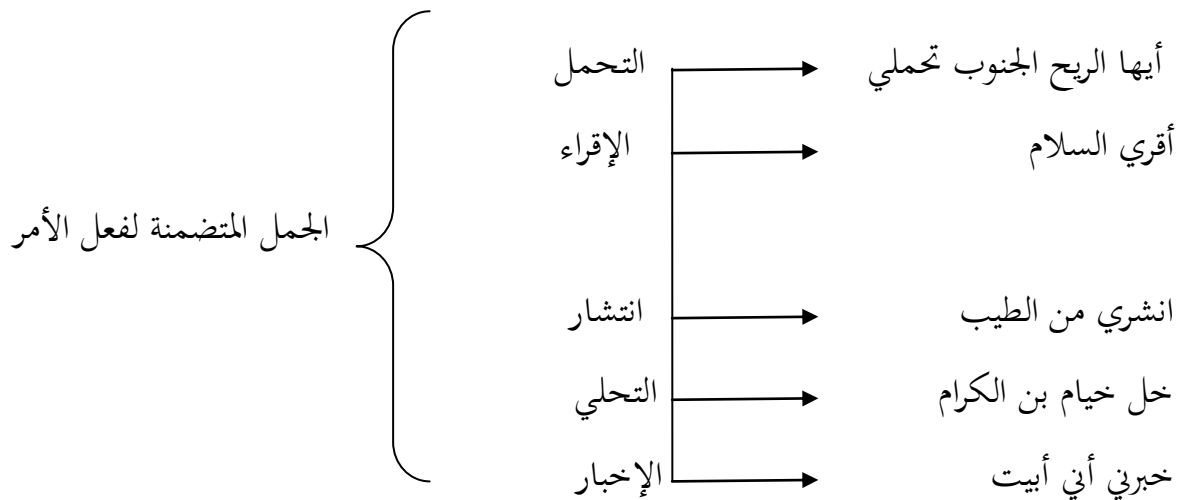 أيها الريح الجنوب تحملي التحمل
أقري السلام الإقراء
الجمل المتضمنة لفعل الأمر
انشري من الطيب انتشار
خل خيام بن الكرام التحلي
خبرني أني أبيت الإخبار